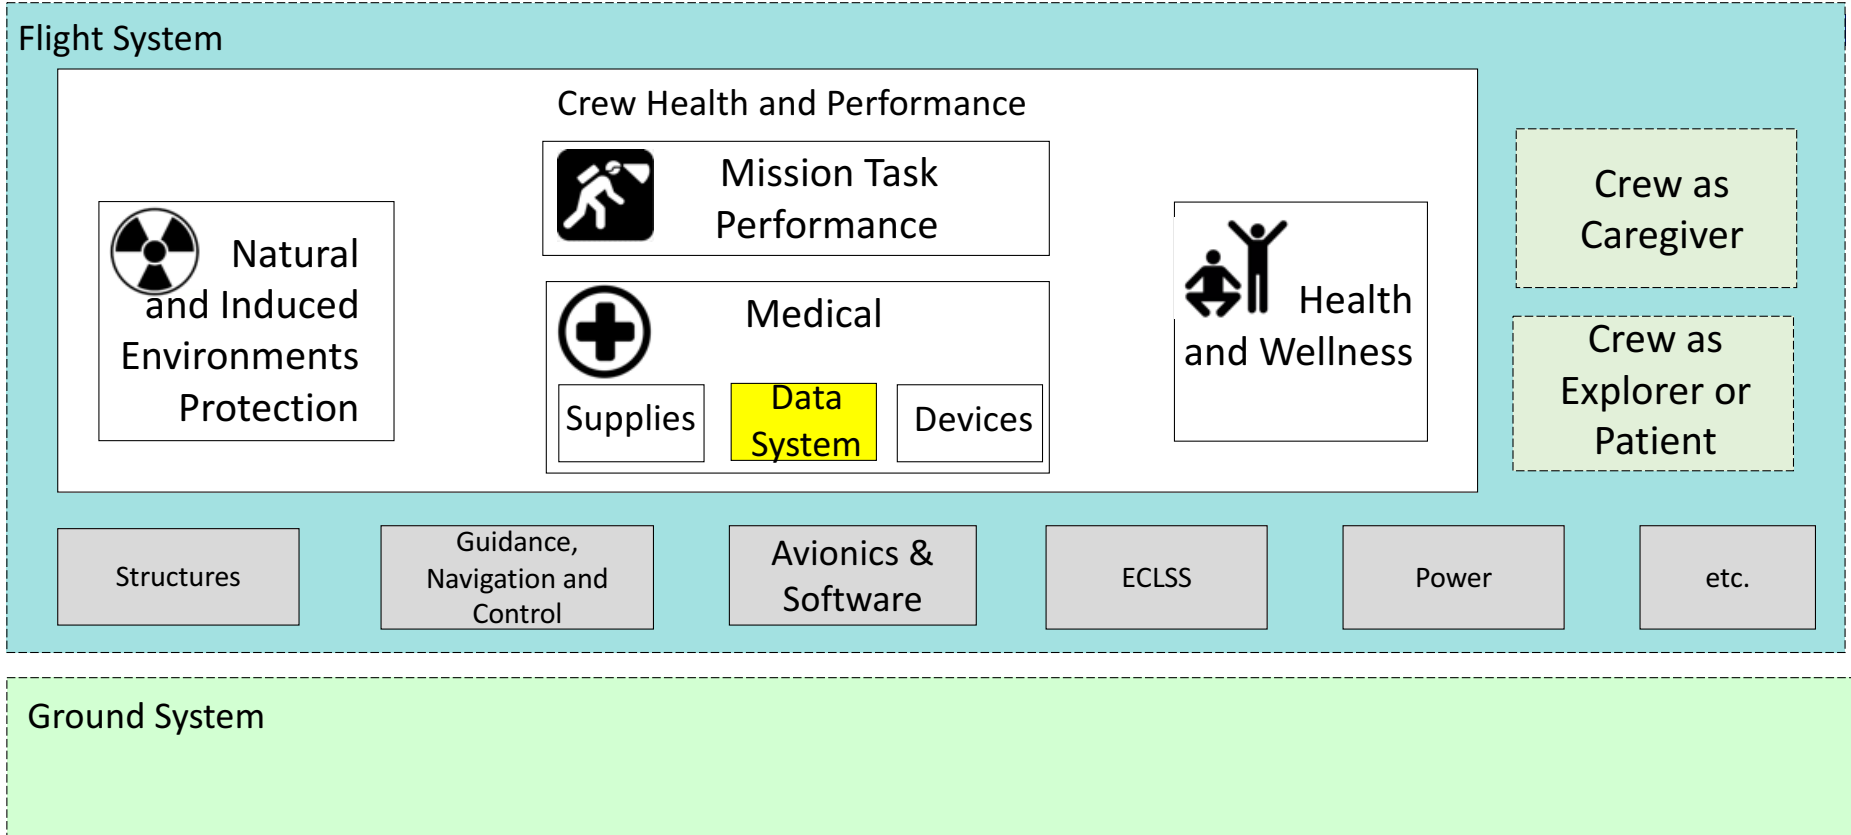 Flight System
Crew Health and Performance
Natural
and Induced
Environments
Protection
Mission Task
Performance
Medical
Supplies
Data
System
Devices
Health
and Wellness
Crew as
Caregiver
Crew as
Explorer or
Patient
Structures
Guidance,
Navigation and
Control
Avionics &
Software
ECLSS
Power
etc.
Ground System